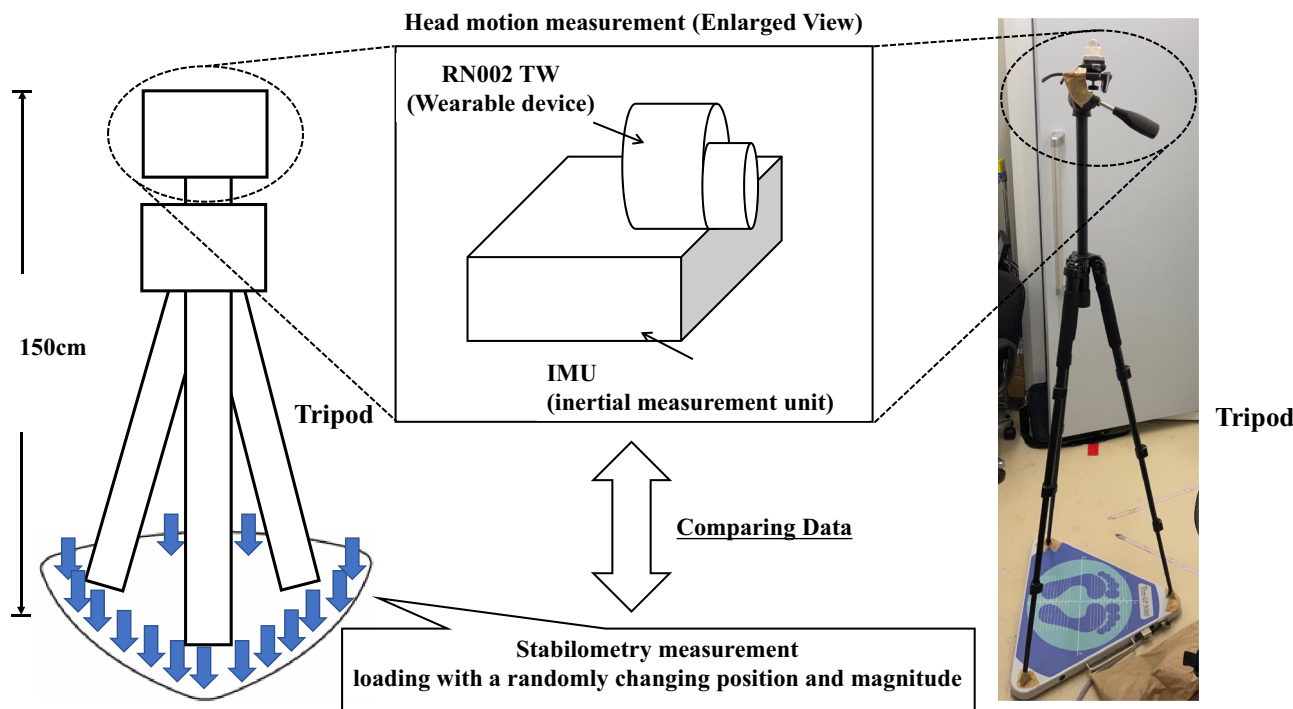 Head motion measurement (Enlarged View)
RN002 TW
(Wearable device)
IMU
(inertial measurement unit)
150cm
Tripod
Tripod
Comparing Data
Stabilometry measurement
loading with a randomly changing position and magnitude